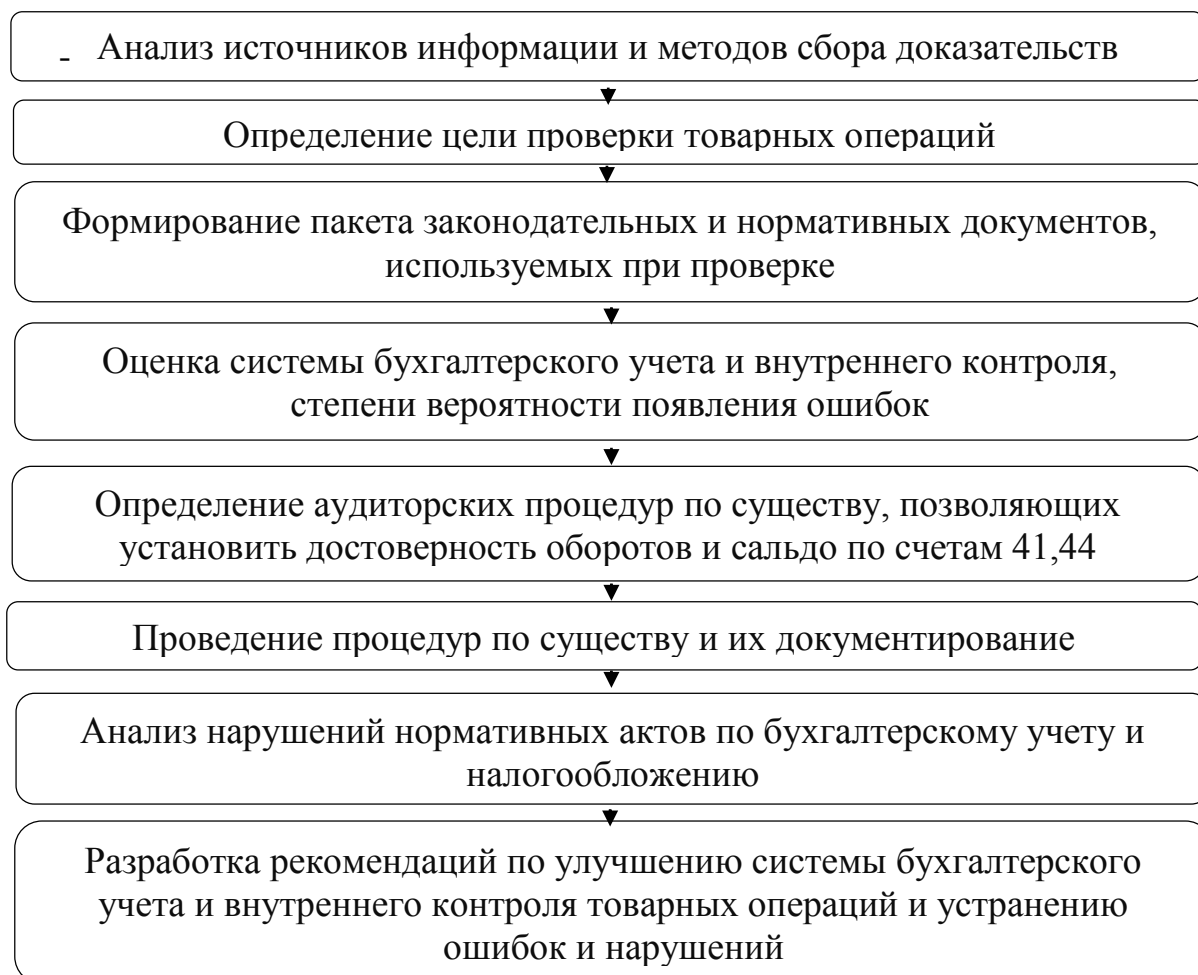 - Анализ источников информации и методов сбора доказательств
Определение цели проверки товарных операций
Формирование пакета законодательных и нормативных документов,
используемых при проверке
Оценка системы бухгалтерского учета и внутреннего контроля,
степени вероятности появления ошибок
Определение аудиторских процедур по существу, позволяющих
установить достоверность оборотов и сальдо по счетам 41,44
Проведение процедур по существу и их документирование
Анализ нарушений нормативных актов по бухгалтерскому учету и
налогообложению
Разработка рекомендаций по улучшению системы бухгалтерского
учета и внутреннего контроля товарных операций и устранению
ошибок и нарушений